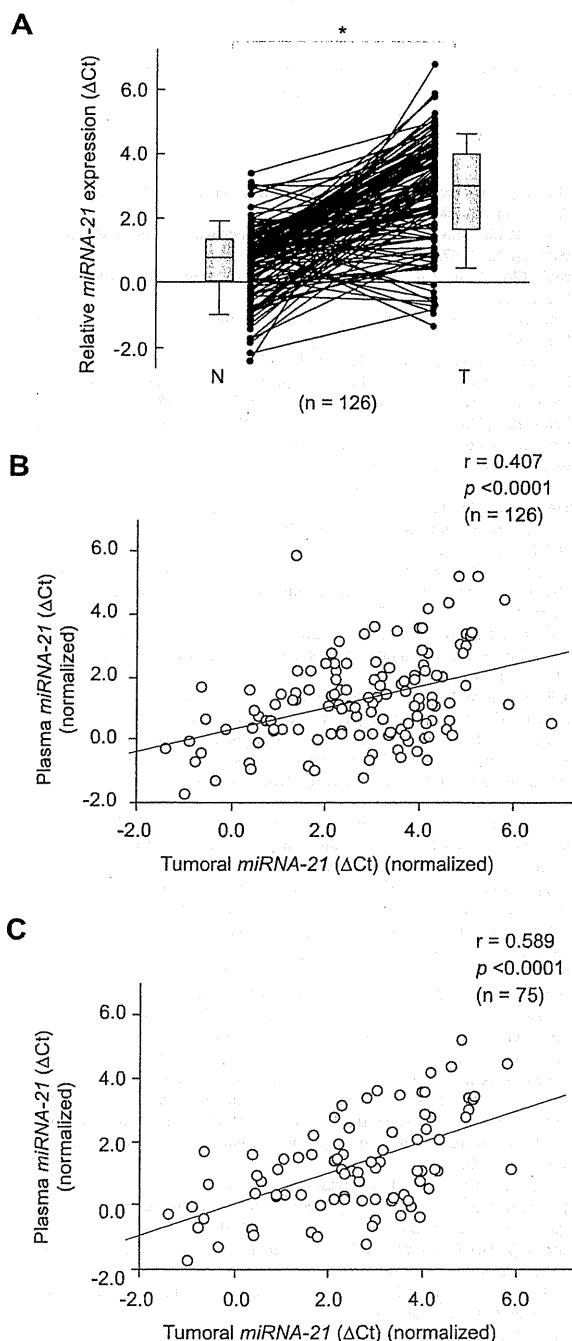 A
*
Relative miRNA-21 expression (ΔCt)
6.0
4.0
2.0
0.0
-2.0
N
T
(n = 126)
B
r = 0.407
p <0.0001
(n = 126)
Plasma miRNA-21 (ΔCt)
(normalized)
6.0
4.0
2.0
0.0
-2.0
-2.0 0.0 2.0 4.0 6.0
Tumoral miRNA-21 (ΔCt) (normalized)
C
r = 0.589
p <0.0001
(n = 75)
Plasma miRNA-21 (ΔCt)
(normalized)
6.0
4.0
2.0
0.0
-2.0
-2.0 0.0 2.0 4.0 6.0
Tumoral miRNA-21 (ΔCt) (normalized)